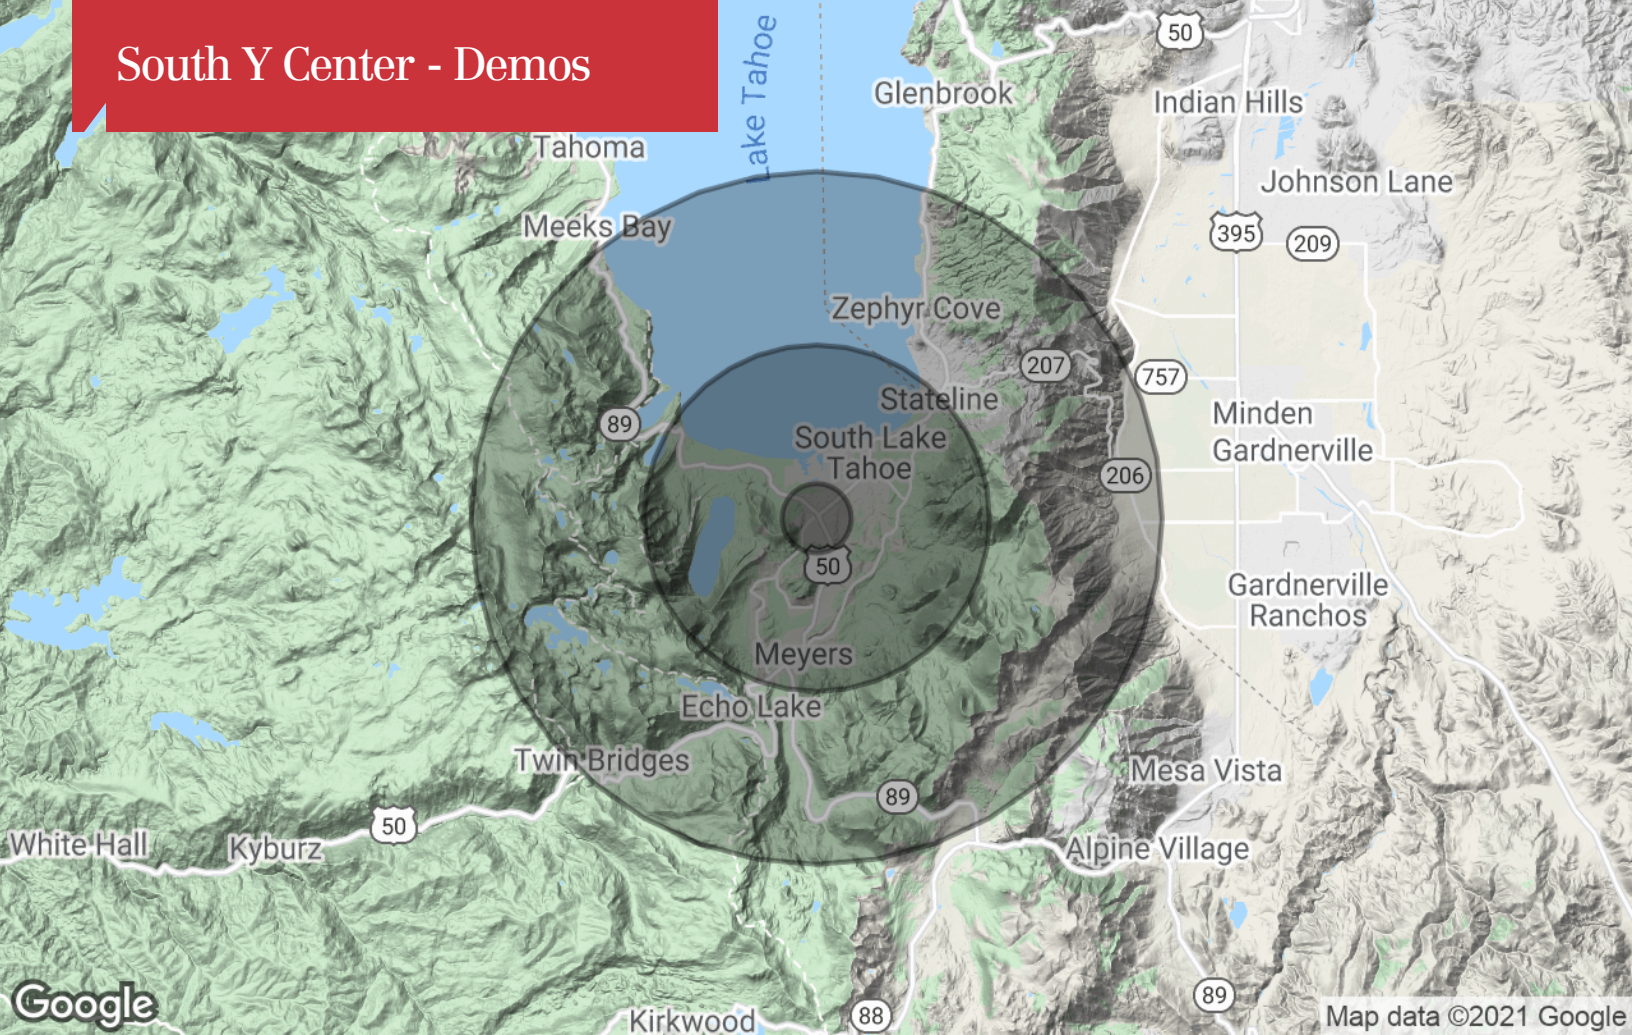 South Y Center - Demos
Lake Tahoe
50
Glenbrook
Indian Hills
Tahoma
Johnson Lane
Meeks Bay
395
209
Zephyr Cove
207
757
Stateline
89
Minden
South Lake
Tahoe
Gardnerville
206
50
Gardnerville
Ranchos
Meyers
Echo Lake
Twin Bridges
Mesa Vista
89
50
White Hall
Kyburz
Alpine Village
89
Google
Kirkwood
88
Map data ©2021 Google